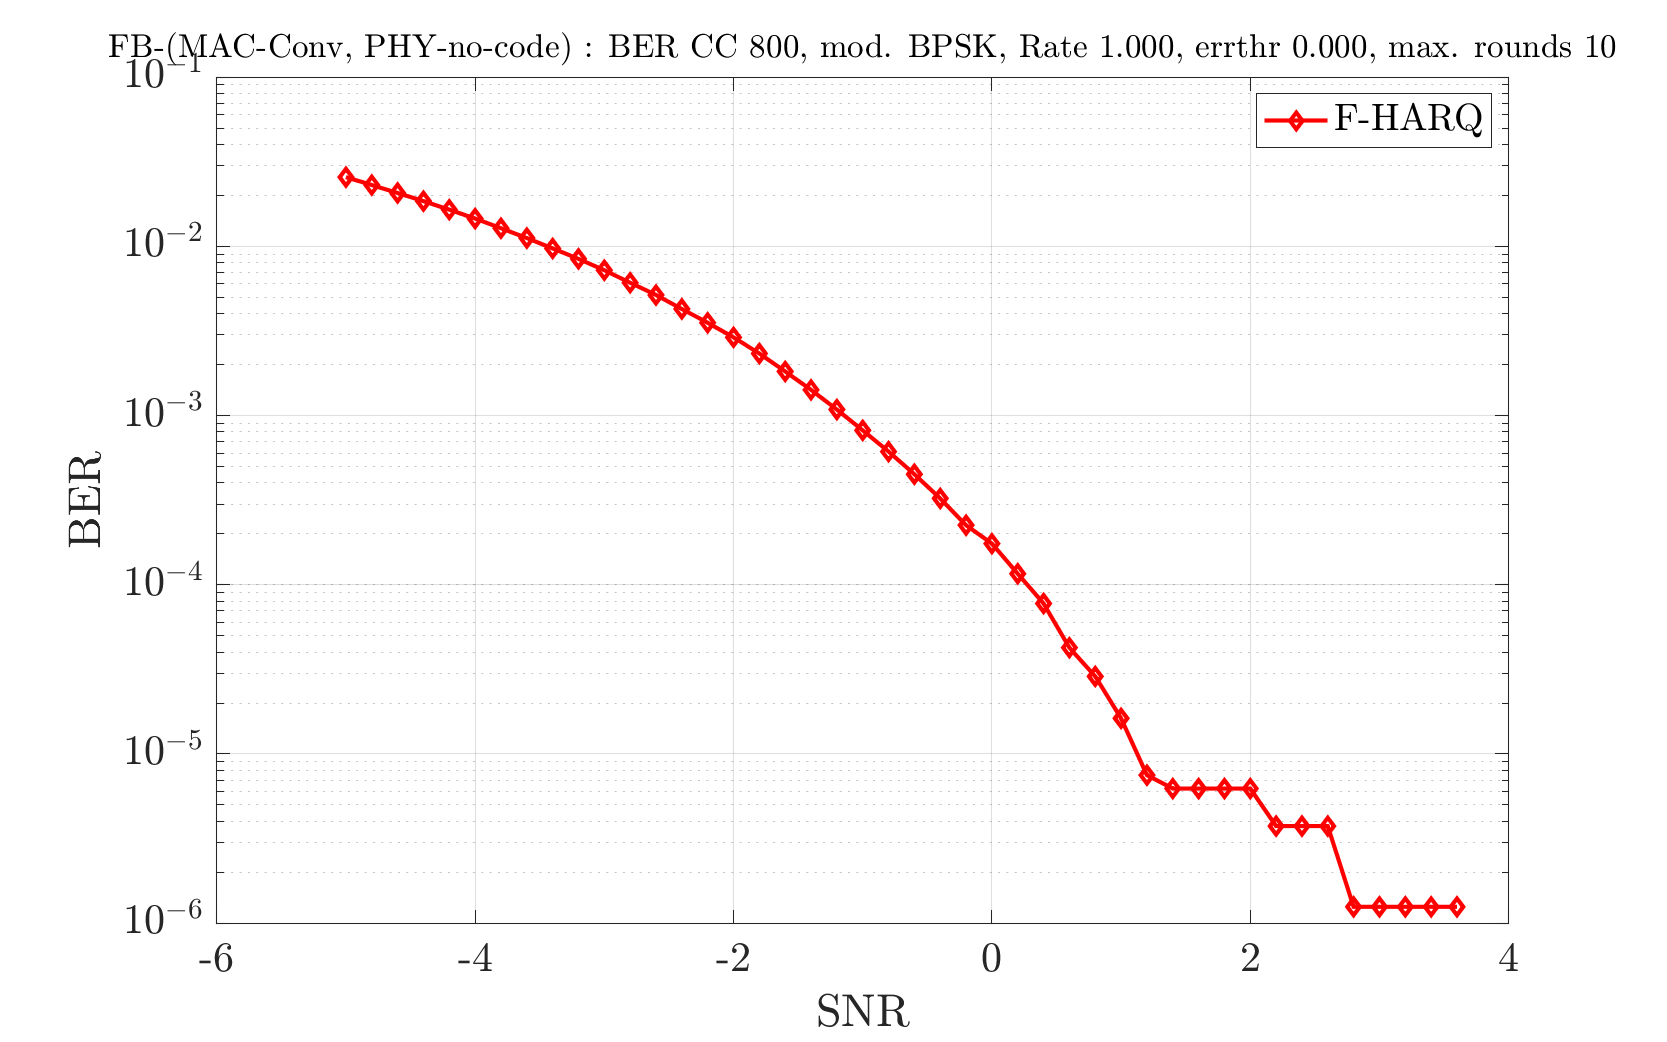 FB-(MAC-Conv, PHY-no-code) : BER CC 800, mod. BPSK, Rate 1.000, errthr 0.000, max. rounds 10
F-HARQ
10^{-1}
10^{-2}
10^{-3}
10^{-4}
10^{-5}
10^{-6}
BER
-6 -4 -2 0 2 4
SNR